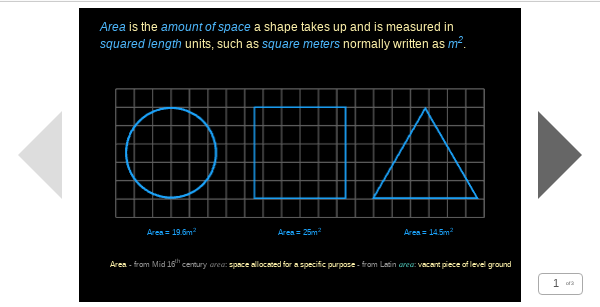 Area is the amount of space a shape takes up and is measured in
squared length units, such as square meters normally written as m².
Area = 19.6m² Area = 25m² Area = 14.5m²
Area - from Mid 16th century area: space allocated for a specific purpose - from Latin area: vacant piece of level ground
1 of 3